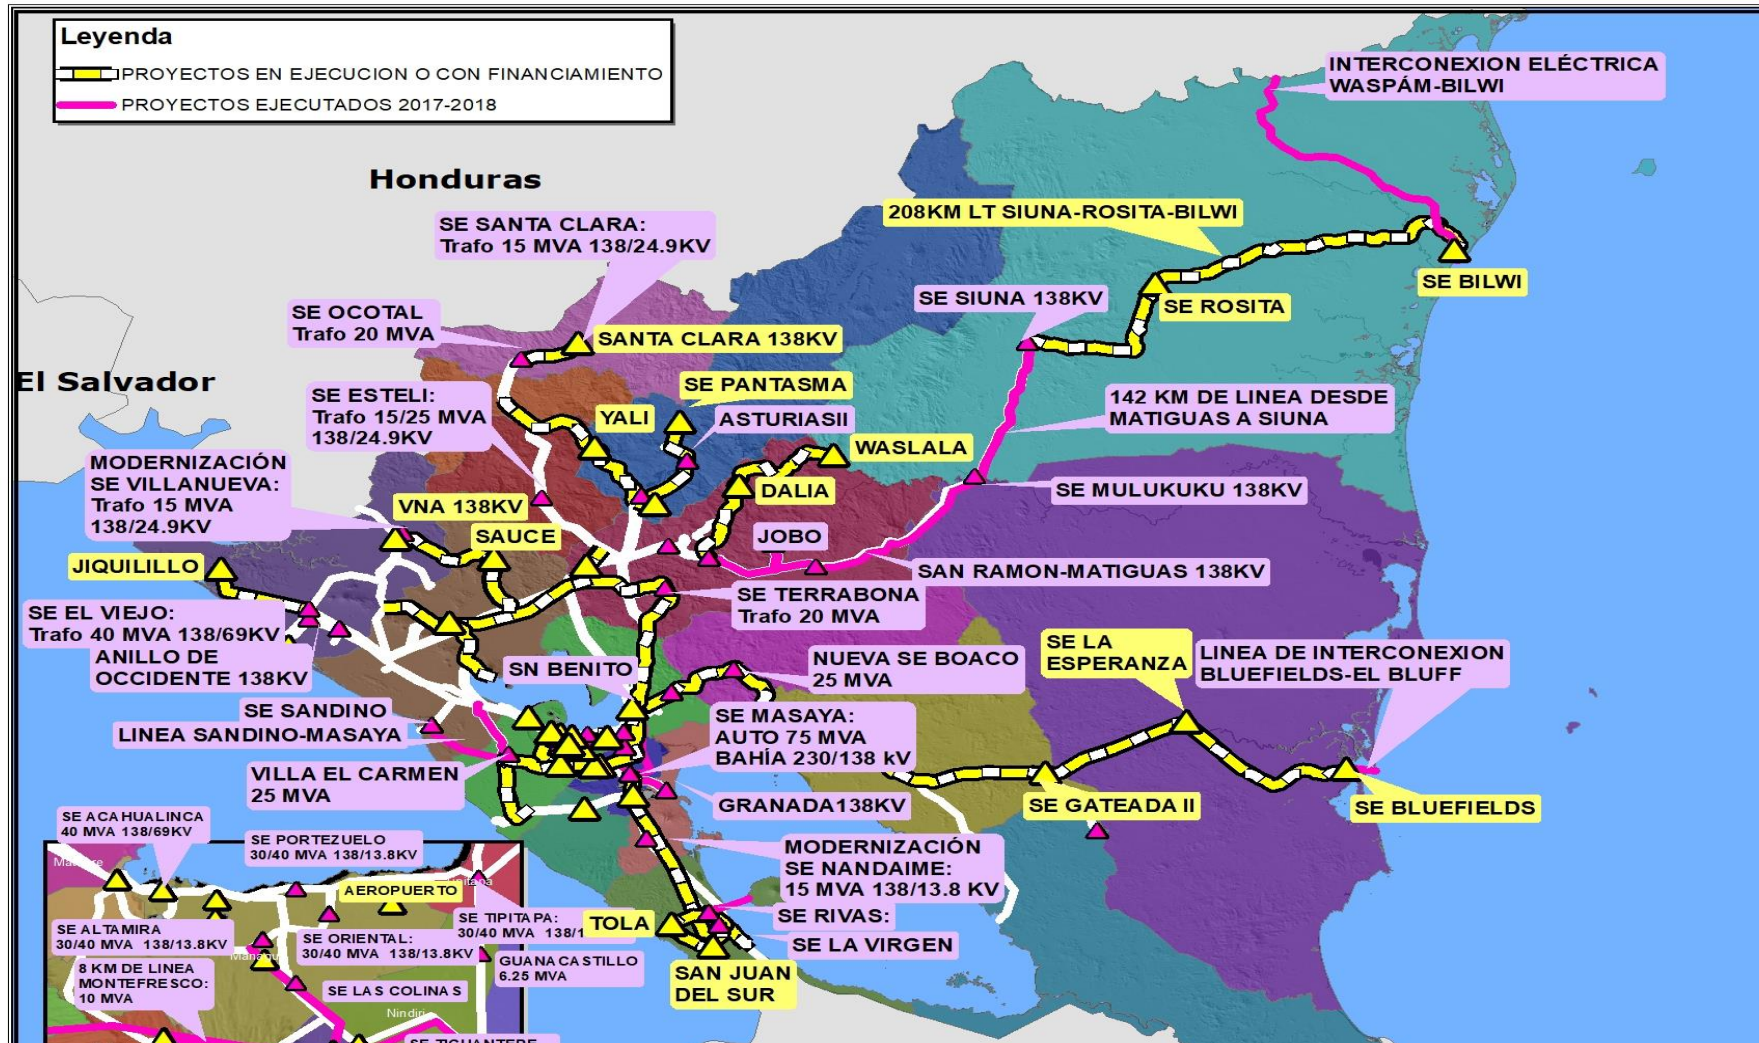 Leyenda
PROYECTOS EN EJECUCION O CON FINANCIAMIENTO
PROYECTOS EJECUTADOS 2017-2018
INTERCONEXION ELÉCTRICA
WASPÁM-BILWI
Honduras
208KM LT SIUNA-ROSITA-BILWI
SE SANTA CLARA:
Trafo 15 MVA 138/24.9KV
SE BILWI
SE SIUNA 138KV
SE ROSITA
SE OCOTAL
Trafo 20 MVA
SANTA CLARA 138KV
El Salvador
SE PANTASMA
SE ESTELI:
Trafo 15/25 MVA
138/24.9KV
YALI
ASTURIASII
142 KM DE LINEA DESDE
MATIGUAS A SIUNA
WASLALA
MODERNIZACIÓN
SE VILLANUEVA:
Trafo 15 MVA
138/24.9KV
DALIA
SE MULUKUKU 138KV
VNA 138KV
SAUCE
JOBO
JIQUILILLO
SAN RAMON-MATIGUAS 138KV
SE TERRABONA
Trafo 20 MVA
SE EL VIEJO:
Trafo 40 MVA 138/69KV
ANILLO DE
OCCIDENTE 138KV
SN BENITO
NUEVA SE BOACO
25 MVA
SE LA
ESPERANZA
LINEA DE INTERCONEXION
BLUEFIELDS-EL BLUFF
SE SANDINO
LINEA SANDINO-MASAYA
SE MASAYA:
AUTO 75 MVA
BAHÍA 230/138 kV
VILLA EL CARMEN
25 MVA
GRANADA138KV
SE GATEADA II
SE BLUEFIELDS
SE ACAHUALINCA
40 MVA 138/69KV
SE PORTEZUELO
30/40 MVA 138/13.8KV
MODERNIZACIÓN
SE NANDAIME:
15 MVA 138/13.8 KV
AEROPUERTO
SE RIVAS:
TOLA
SE LA VIRGEN
SE TIPITAPA:
30/40 MVA 138/1
SE ALTAMIRA
30/40 MVA 138/13.8KV
SE ORIENTAL:
30/40 MVA 138/13.8KV
GUANACASTILLO
6.25 MVA
8 KM DE LINEA
MONTEFRESCO:
10 MVA
SAN JUAN
DEL SUR
SE LAS COLINAS
Nindiri